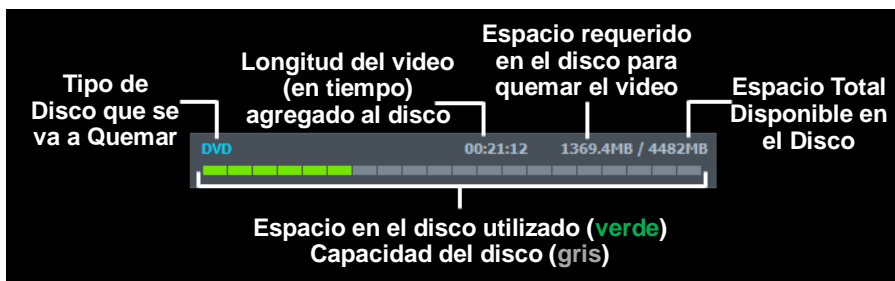 Tipo de
Disco que se
va a Quemar
Longitud del video
(en tiempo)
agregado al disco
Espacio requerido
en el disco para
quemar el video
Espacio Total
Disponible en
el Disco
DVD
00:21:12
1369.4MB / 4482MB
Espacio en el disco utilizado (verde)
Capacidad del disco (gris)